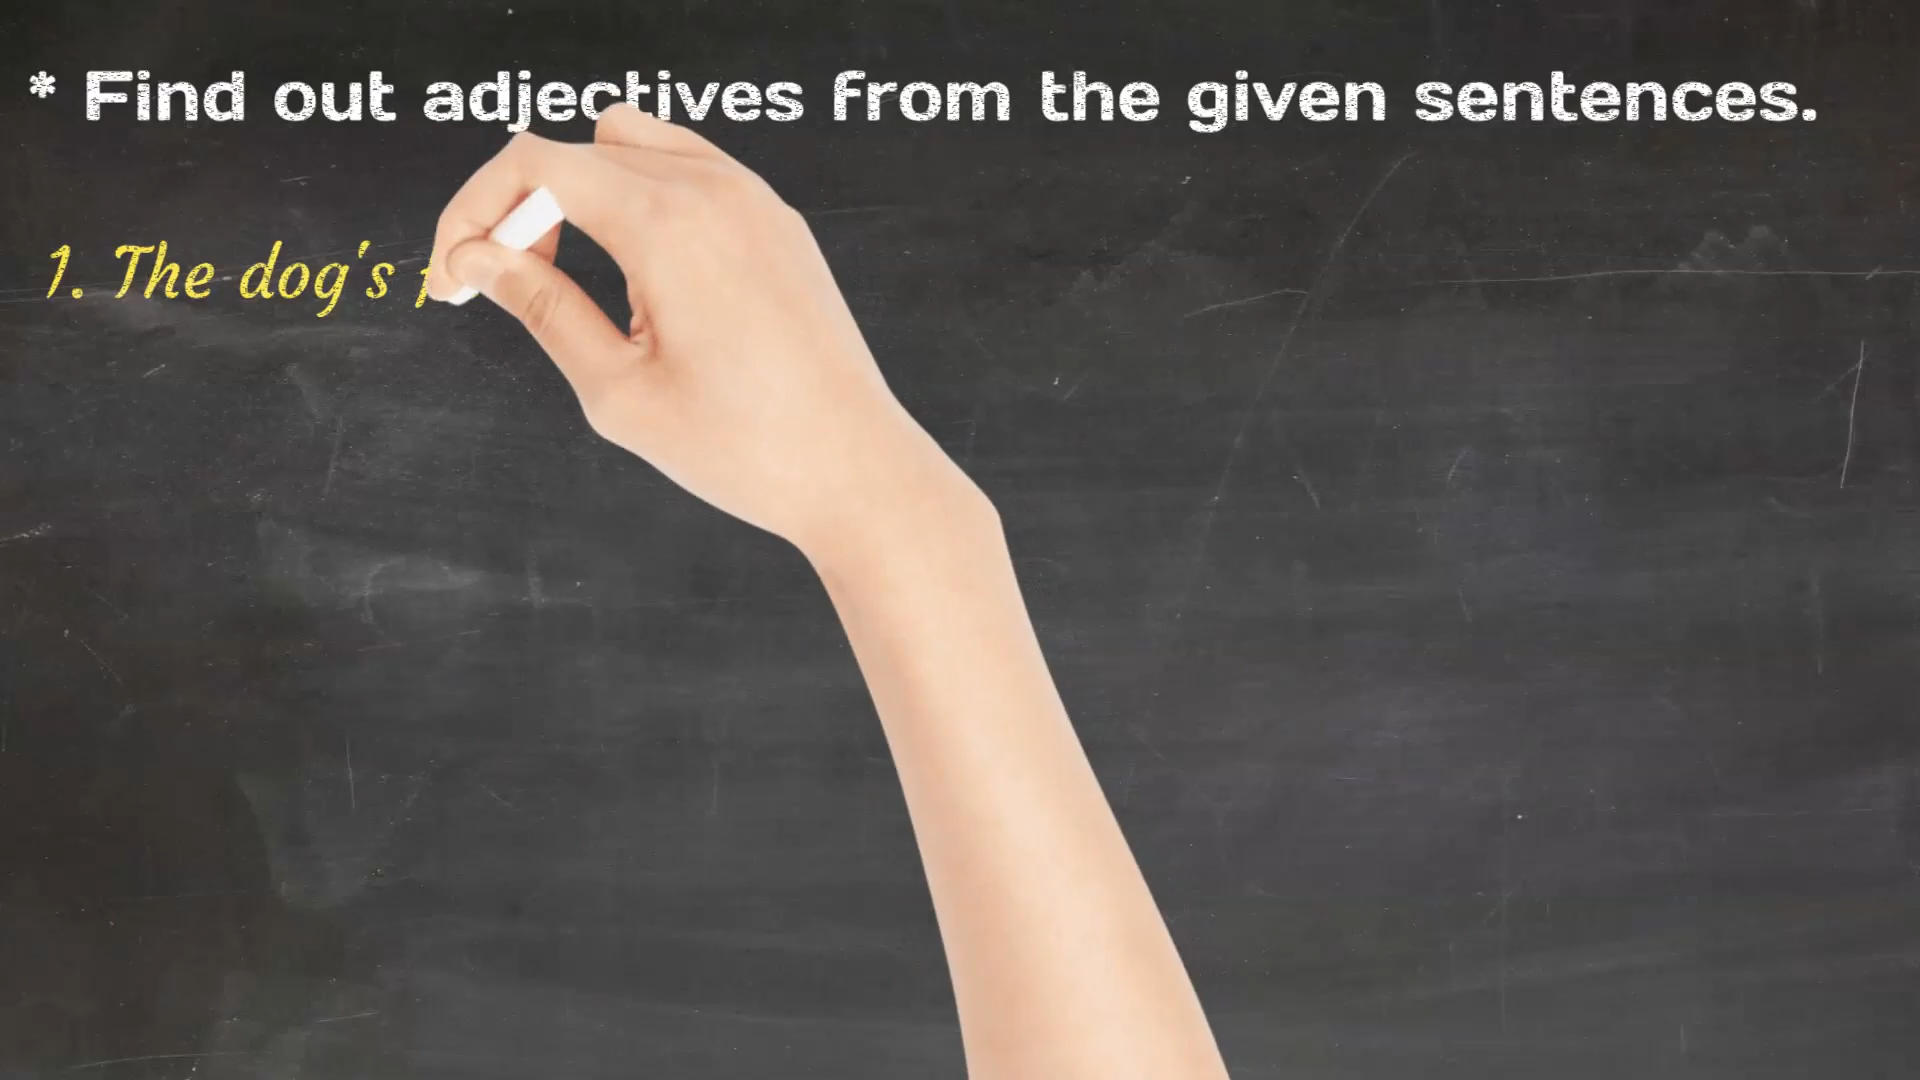 * Find out adjectives from the given sentences.
1. The dog's